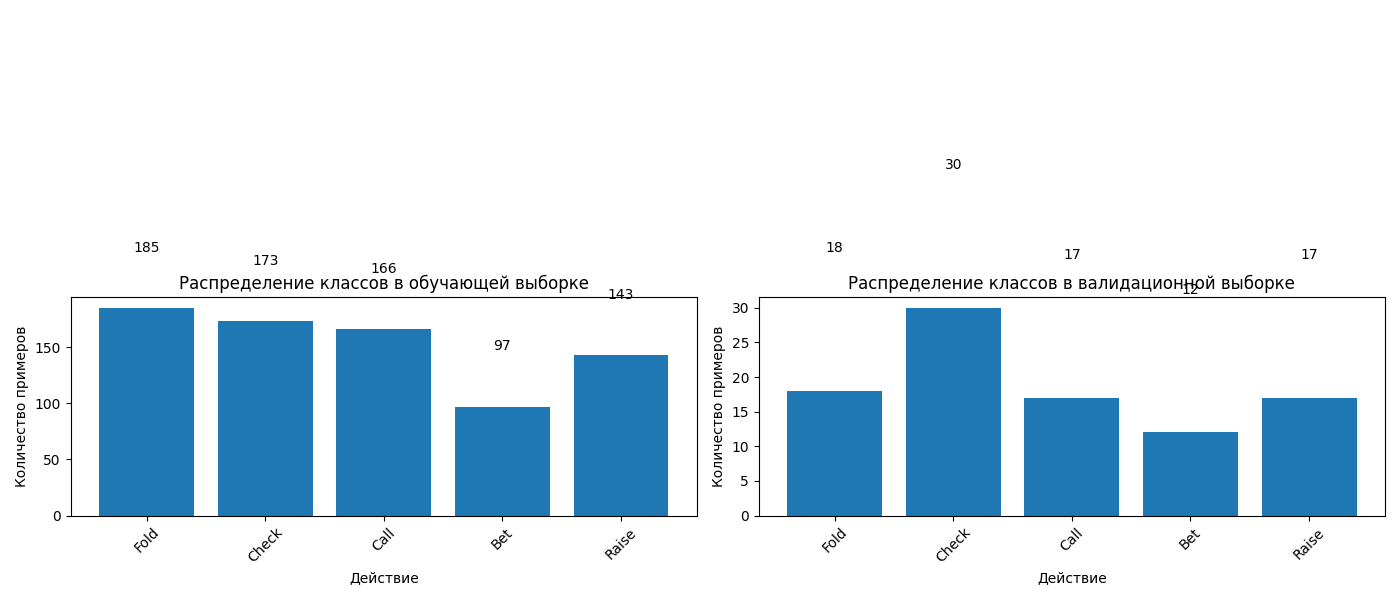 185
173
166
97
143
Распределение классов в обучающей выборке
Количество примеров
150
100
50
0
Fold
Check
Call
Bet
Raise
Действие
18
30
17
12
17
Распределение классов в валидационной выборке
Количество примеров
30
25
20
15
10
5
0
Fold
Check
Call
Bet
Raise
Действие